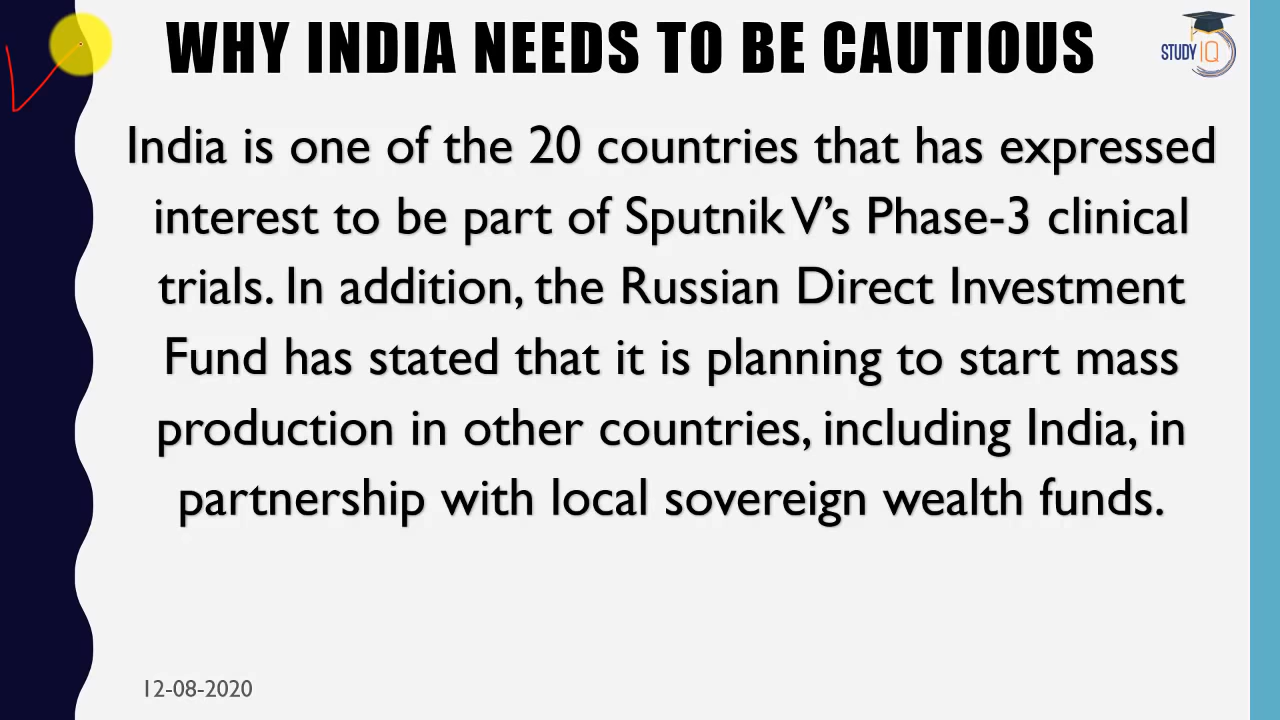 WHY INDIA NEEDS TO BE CAUTIOUS
STUDY IQ
India is one of the 20 countries that has expressed
interest to be part of Sputnik V’s Phase-3 clinical
trials. In addition, the Russian Direct Investment
Fund has stated that it is planning to start mass
production in other countries, including India, in
partnership with local sovereign wealth funds.
12-08-2020